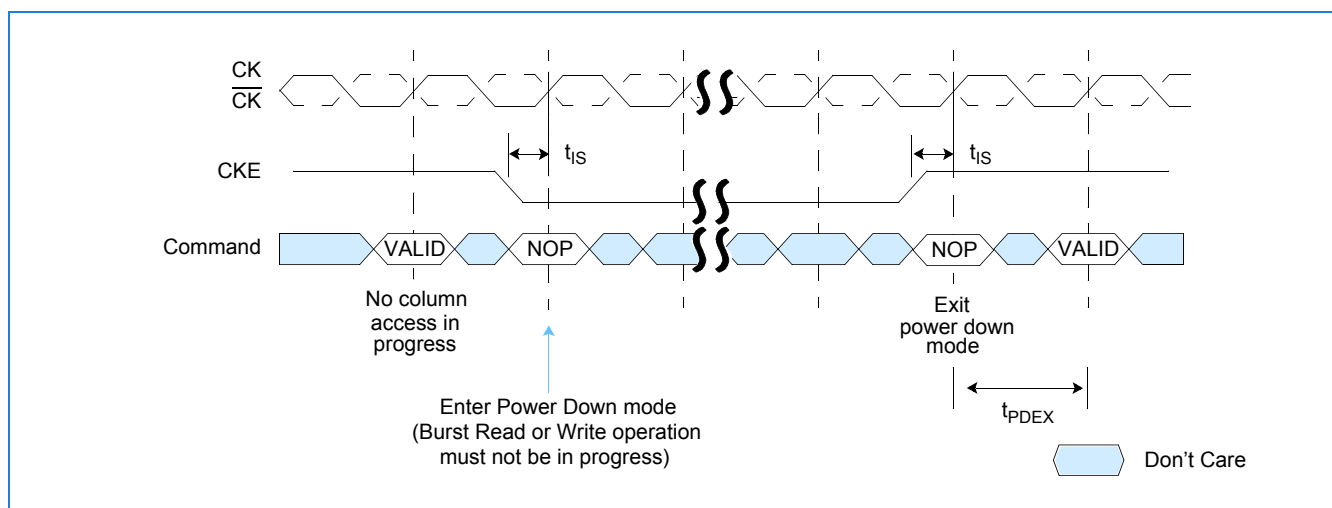 CK
CK
tIS
tIS
CKE
Command
VALID
NOP
NOP
VALID
No column
access in
progress
Exit
power down
mode
Enter Power Down mode
(Burst Read or Write operation
must not be in progress)
tPDEX
Don't Care